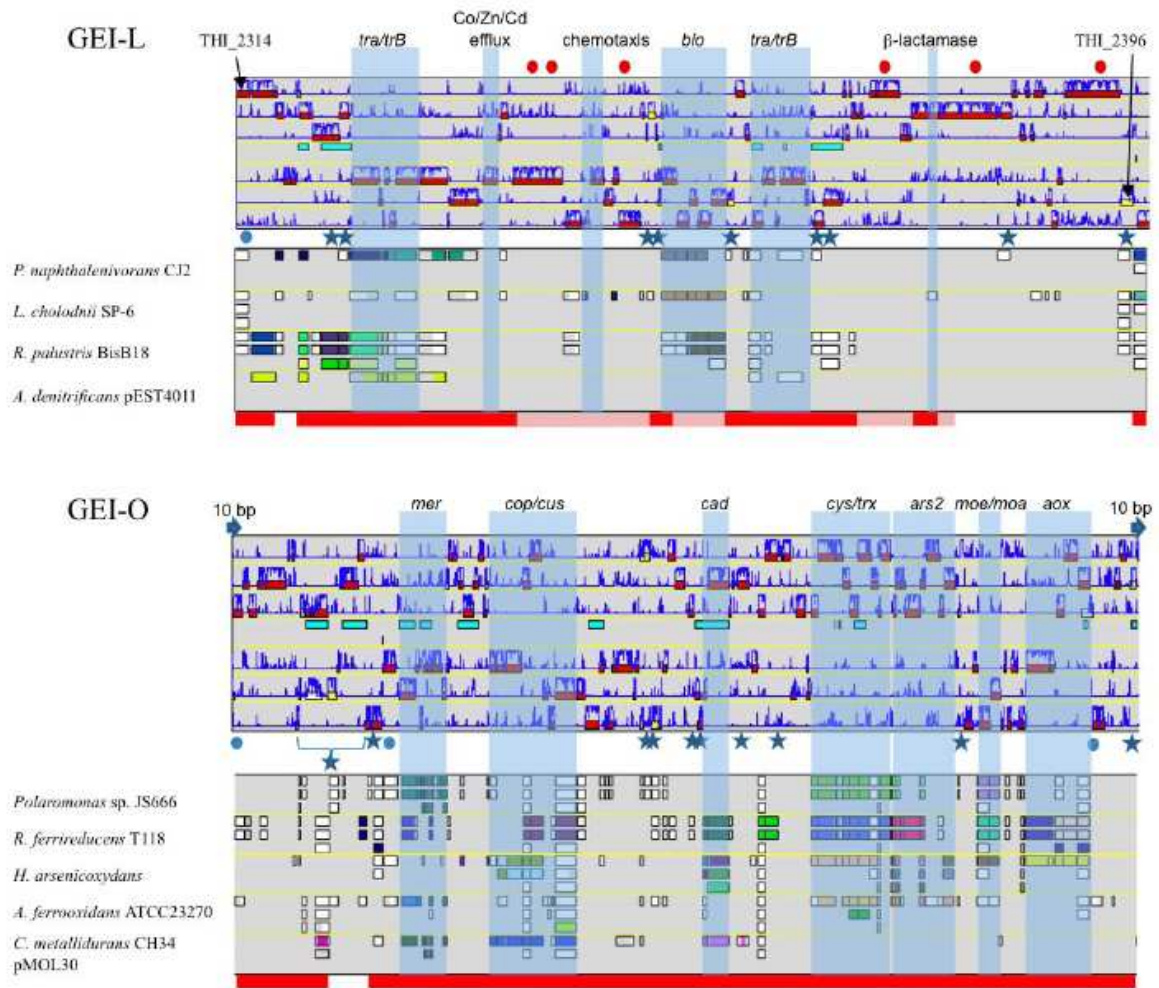 GEI-L
THI_2314
tra/trB
Co/Zn/Cd
efflux
chemotaxis
bio
tra/trB
β-lactamase
THI_2396
P. naphthalenivorans CJ2
L. cholodnii SP-6
R. palustris BisB18
A. denitrificans pEST4011
GEI-O
10 bp
mer
cop/cus
cad
cys/trx
ars2
moe/moa
aox
10 bp
Polaromonas sp. JS666
R. ferrireducens T118
H. arsenicoxydans
A. ferrooxidans ATCC23270
C. metallidurans CH34
pMOL30